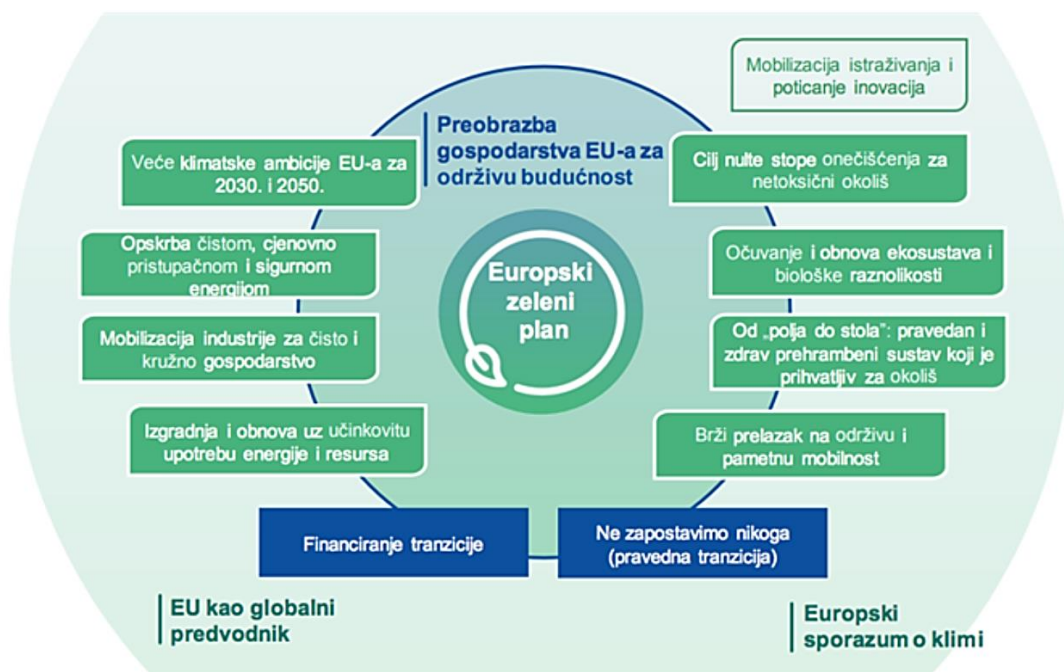 Mobilizacija istraživanja i
poticanje inovacija
Preobrazba
gospodarstva EU-a za
održivu budućnost
Veće klimatske ambicije EU-a za
2030. i 2050.
Cilj nulte stope onečišćenja za
netoksični okoliš
Opskrba čistom, cjenovno
pristupačnom i sigurnom
energijom
Europski
zeleni
plan
Očuvanje i obnova ekosustava i
biološke raznolikosti
Mobilizacija industrije za čisto i
kružno gospodarstvo
Od „polja do stola”: pravedan i
zdrav prehrambeni sustav koji je
prihvatljiv za okoliš
Izgradnja i obnova uz učinkovitu
upotrebu energije i resursa
Brži prelazak na održivu i
pametnu mobilnost
Financiranje tranzicije
Ne zapostavimo nikoga
(pravedna tranzicija)
EU kao globalni
predvodnik
Europski
sporazum o klimi